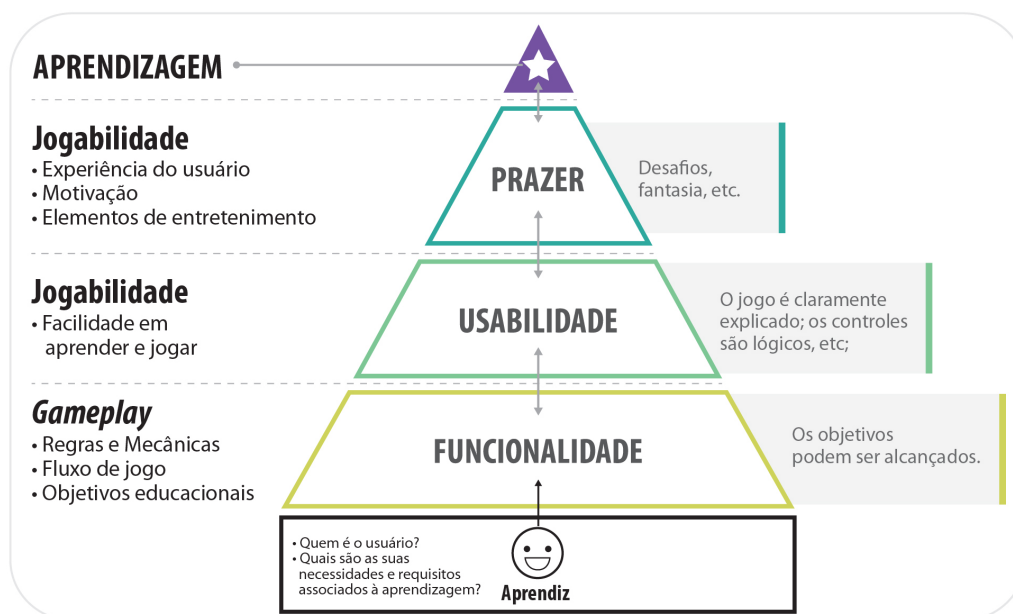 APRENDIZAGEM
Jogabilidade
• Experiência do usuário
• Motivação
• Elementos de entretenimento
PRAZER
Desafios,
fantasia, etc.
Jogabilidade
• Facilidade em
aprender e jogar
USABILIDADE
O jogo é claramente
explicado; os controles
são lógicos, etc;
Gameplay
• Regras e Mecânicas
• Fluxo de jogo
• Objetivos educacionais
FUNCIONALIDADE
Os objetivos
podem ser alcançados.
• Quem é o usuário?
• Quais são as suas
necessidades e requisitos
associados à aprendizagem?
Aprendiz